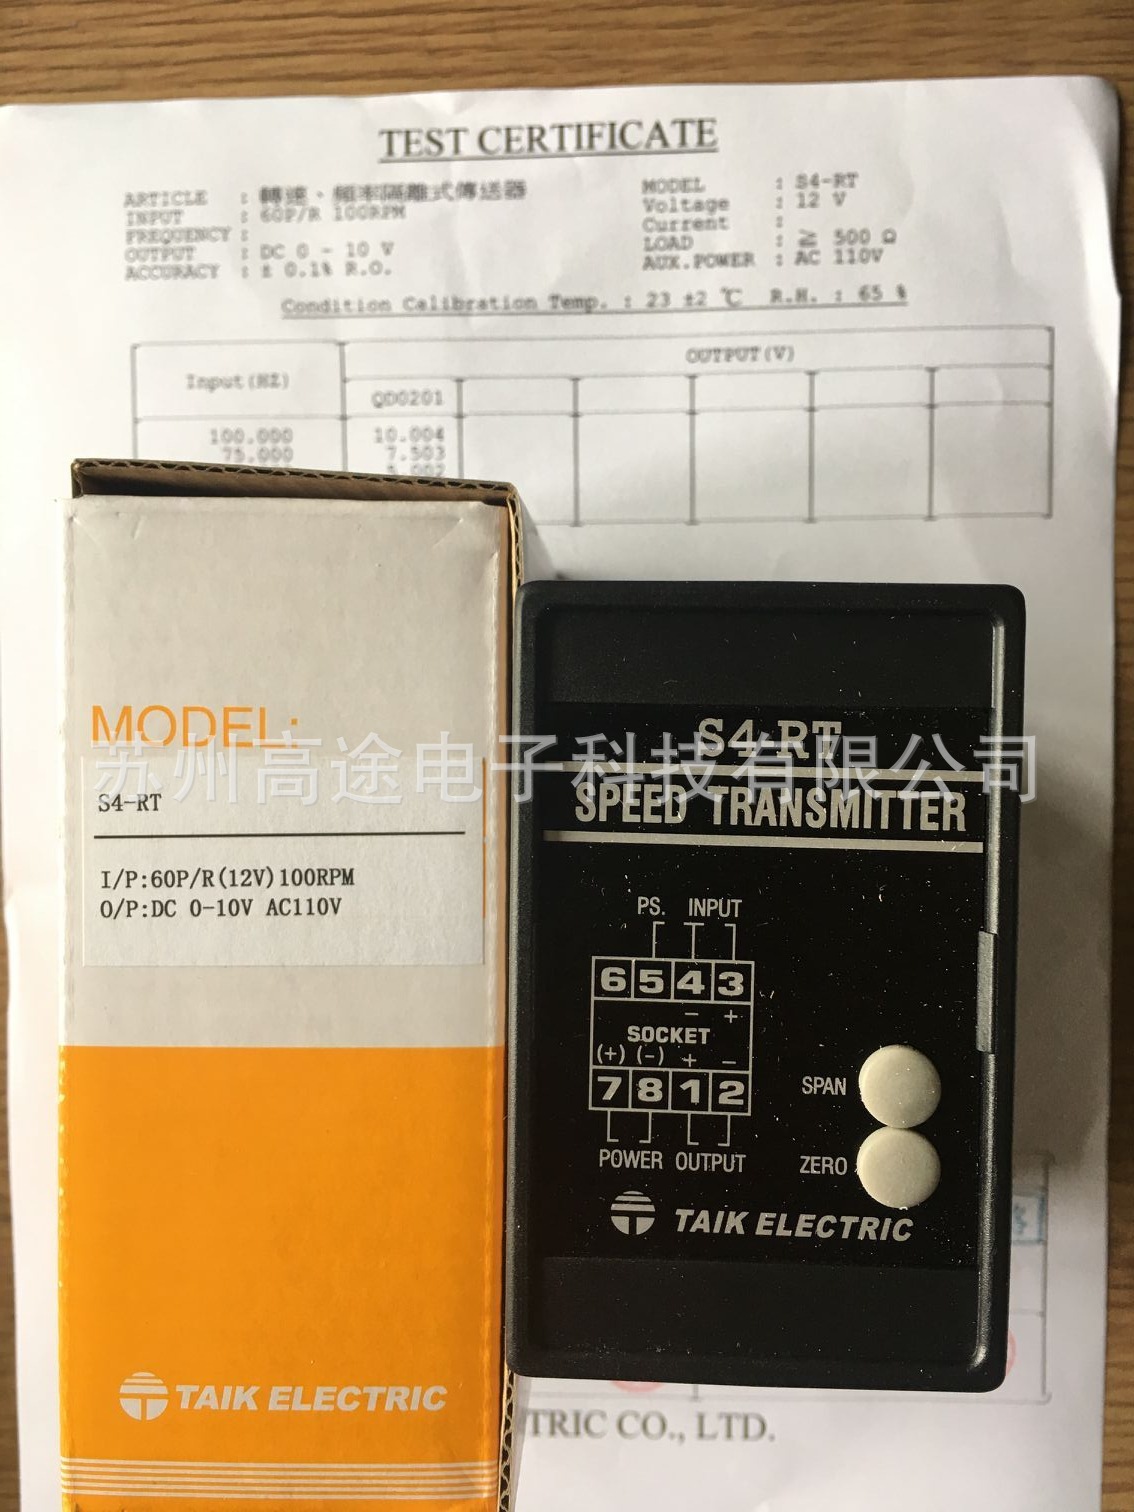 TEST CERTIFICATE
ARTICLE : 轉速、頻率隔離式傳送器
INPUT : 60P/R 100RPM
FREQUENCY :
OUTPUT : DC 0 - 10 V
ACCURACY : ± 0.1% R.O.
MODEL : S4-RT
Voltage : 12 V
Current :
LOAD : ≧ 500 Ω
AUX.POWER : AC 110V
Condition Calibration Temp. : 23 ±2 ℃ R.H. : 65 %
Input(HZ) OUTPUT(V)
QD0201
100.000 10.004
75.000 7.503
5.002
MODEL:
S4-RT
I/P:60P/R(12V)100RPM
O/P:DC 0-10V AC110V
TAIK ELECTRIC
苏州高途电子科技有限公司
S4-RT
SPEED TRANSMITTER
PS. INPUT
6 5 4 3
- +
SOCKET
(+) (-) + -
7 8 1 2
POWER OUTPUT
SPAN
ZERO
TAIK ELECTRIC
TRIC CO., LTD.